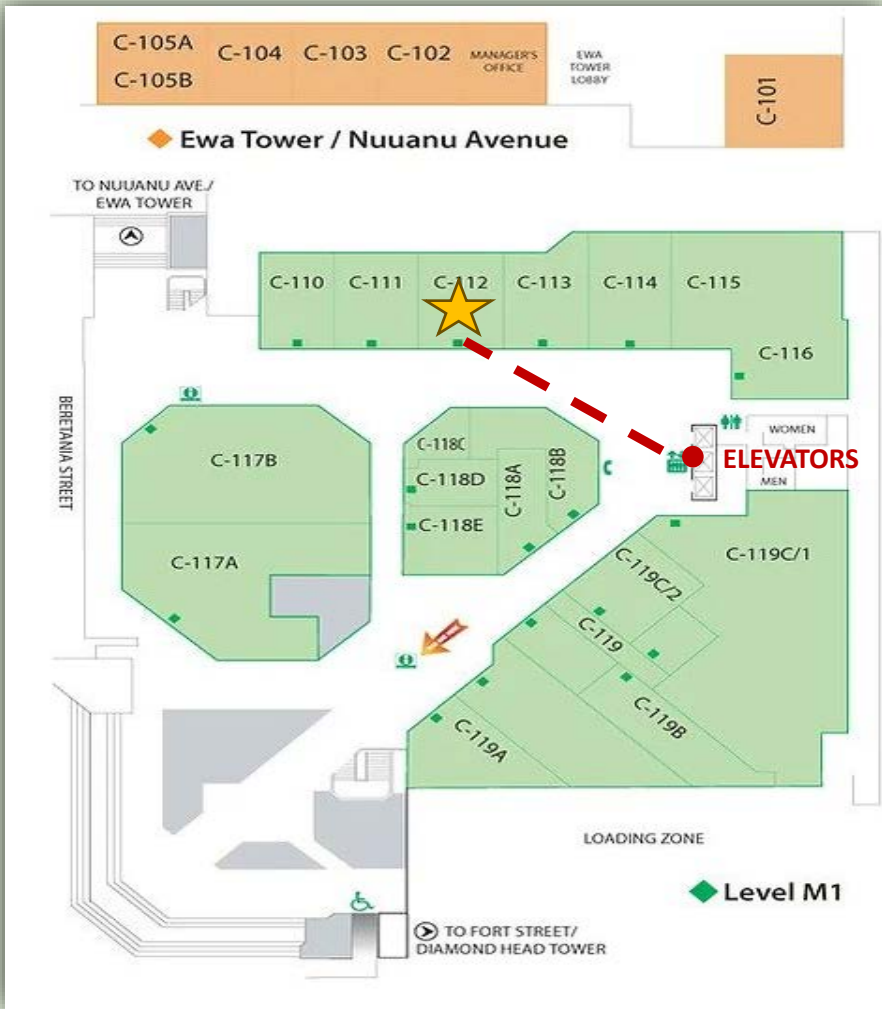 C-105A
C-105B
C-104
C-103
C-102
MANAGER'S
OFFICE
EWA
TOWER
LOBBY
C-101
Ewa Tower / Nuuanu Avenue
TO NUUANU AVE./
EWA TOWER
C-110
C-111
C-112
C-113
C-114
C-115
C-116
BERETANIA STREET
C-117B
C-117A
C-118C
C-118D
C-118E
C-118A
C-118B
WOMEN
ELEVATORS
MEN
C-119C/1
C-119C/2
C-119
C-119B
C-119A
LOADING ZONE
Level M1
TO FORT STREET/
DIAMOND HEAD TOWER